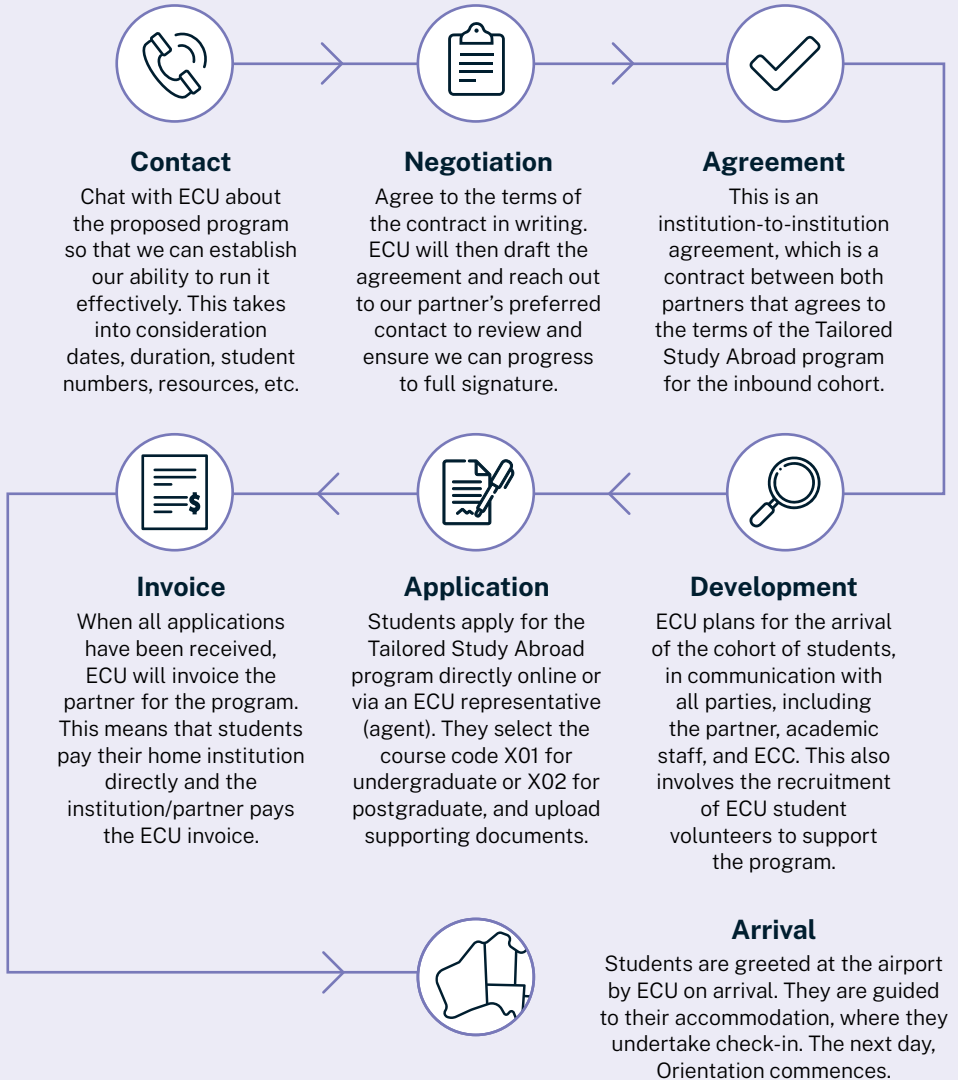 Contact
Chat with ECU about
the proposed program
so that we can establish
our ability to run it
effectively. This takes
into consideration
dates, duration, student
numbers, resources, etc.
Negotiation
Agree to the terms of
the contract in writing.
ECU will then draft the
agreement and reach out
to our partner’s preferred
contact to review and
ensure we can progress
to full signature.
Agreement
This is an
institution-to-institution
agreement, which is a
contract between both
partners that agrees to
the terms of the Tailored
Study Abroad program
for the inbound cohort.
Development
ECU plans for the arrival
of the cohort of students,
in communication with
all parties, including
the partner, academic
staff, and ECC. This also
involves the recruitment
of ECU student
volunteers to support
the program.
Application
Students apply for the
Tailored Study Abroad
program directly online or
via an ECU representative
(agent). They select the
course code X01 for
undergraduate or X02 for
postgraduate, and upload
supporting documents.
$
Invoice
When all applications
have been received,
ECU will invoice the
partner for the program.
This means that students
pay their home institution
directly and the
institution/partner pays
the ECU invoice.
Arrival
Students are greeted at the airport
by ECU on arrival. They are guided
to their accommodation, where they
undertake check-in. The next day,
Orientation commences.